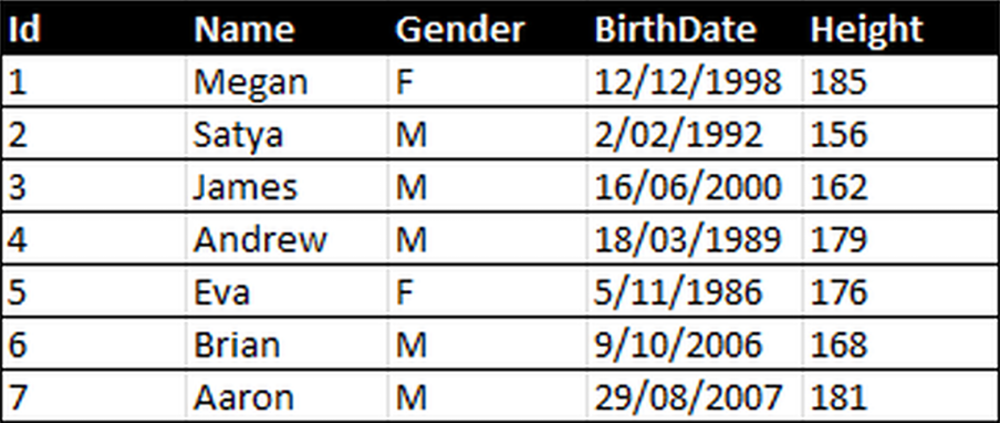 Id Name Gender BirthDate Height
1 Megan F 12/12/1998 185
2 Satya M 2/02/1992 156
3 James M 16/06/2000 162
4 Andrew M 18/03/1989 179
5 Eva F 5/11/1986 176
6 Brian M 9/10/2006 168
7 Aaron M 29/08/2007 181